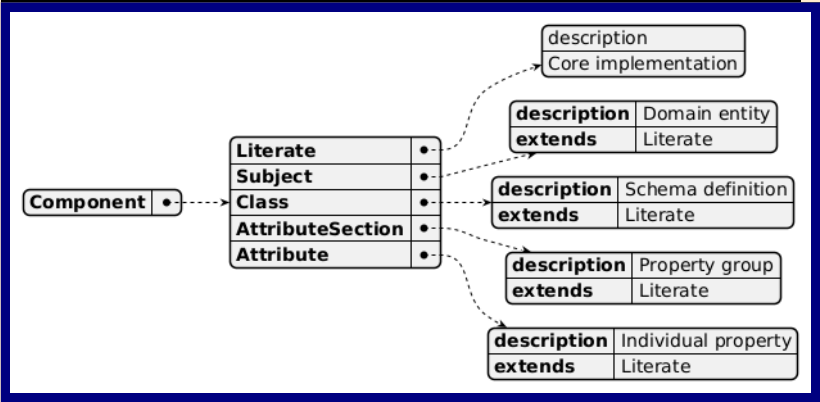 description
Core implementation
description Domain entity
extends Literate
Literate
Subject
Class
AttributeSection
Attribute
Component
description Schema definition
extends Literate
description Property group
extends Literate
description Individual property
extends Literate